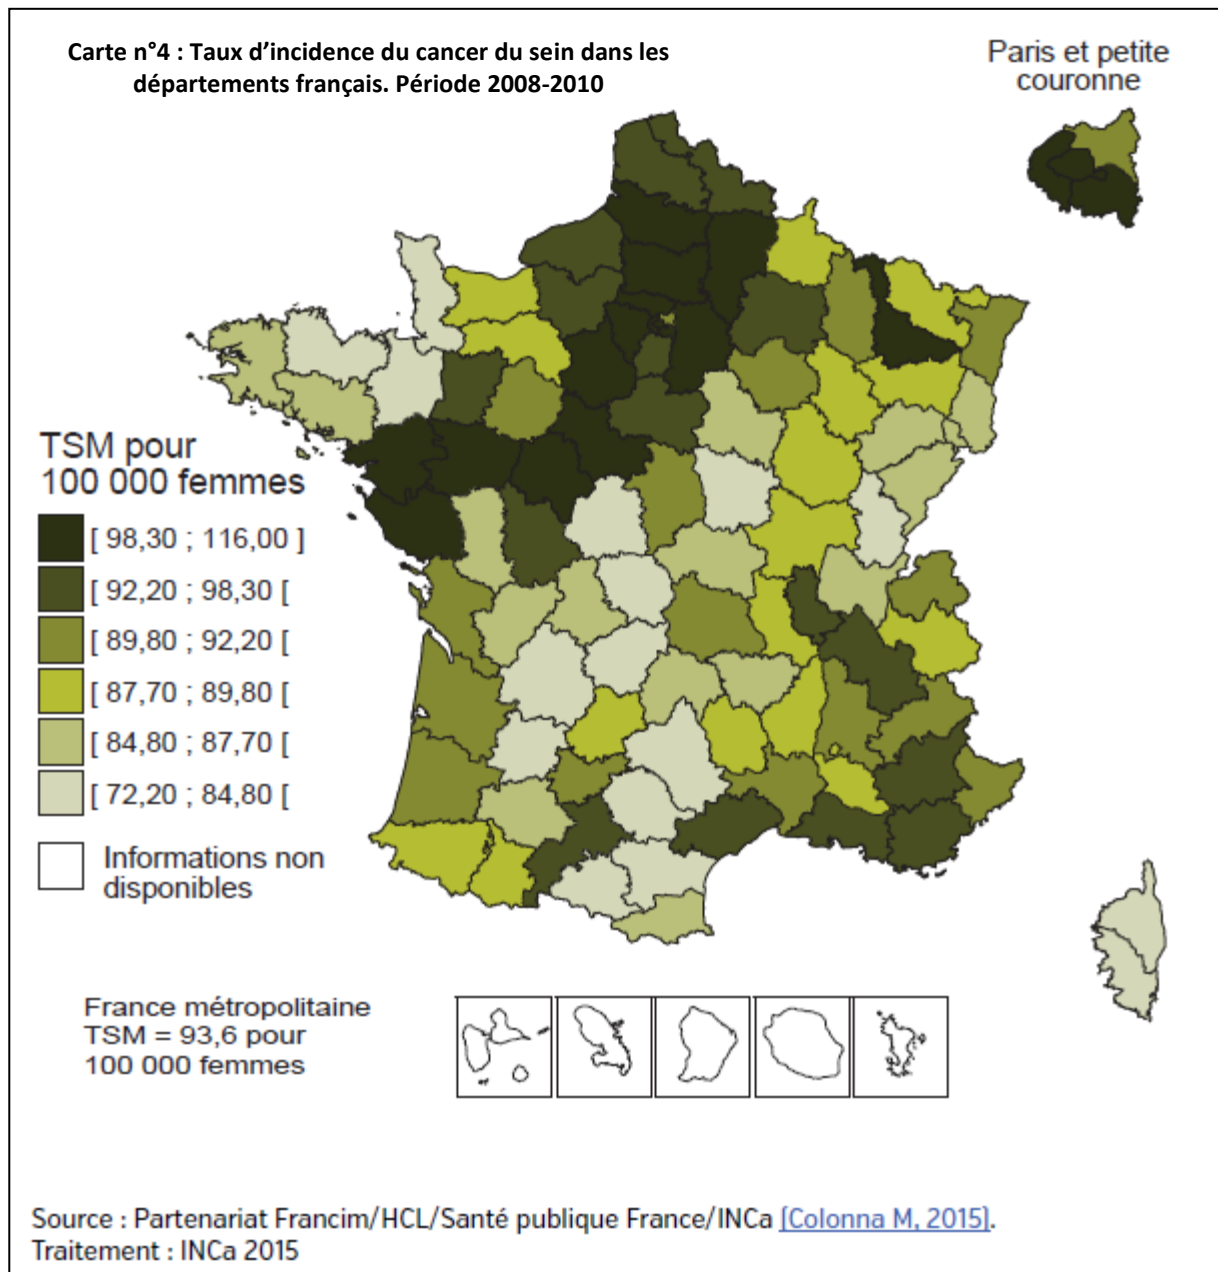 Carte n°4 : Taux d'incidence du cancer du sein dans les
départements français. Période 2008-2010
Paris et petite
couronne
TSM pour
100 000 femmes
[ 98,30 ; 116,00 ]
[ 92,20 ; 98,30 [
[ 89,80 ; 92,20 [
[ 87,70 ; 89,80 [
[ 84,80 ; 87,70 [
[ 72,20 ; 84,80 [
Informations non
disponibles
France métropolitaine
TSM = 93,6 pour
100 000 femmes
Source : Partenariat Francim/HCL/Santé publique France/INCa [Colonna M, 2015].
Traitement : INCa 2015